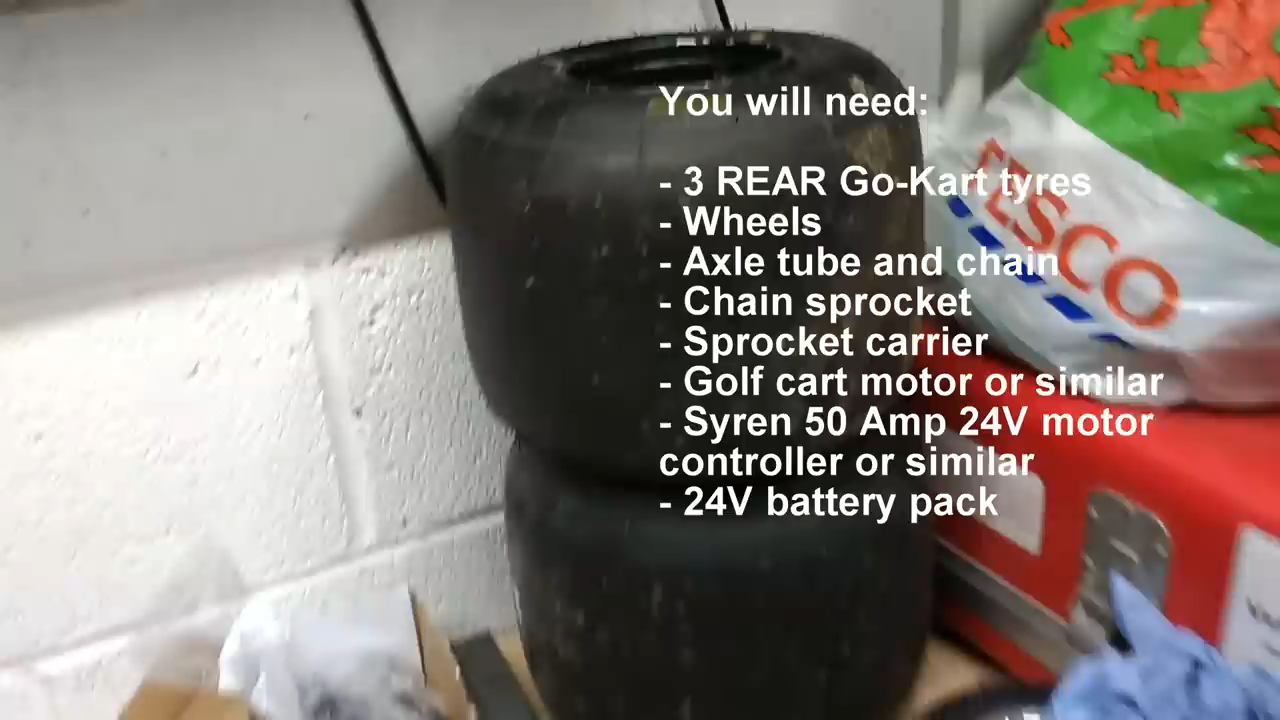 You will need:
- 3 REAR Go-Kart tyres
- Wheels
- Axle tube and chain
- Chain sprocket
- Sprocket carrier
- Golf cart motor or similar
- Syren 50 Amp 24V motor
controller or similar
- 24V battery pack
TESCO